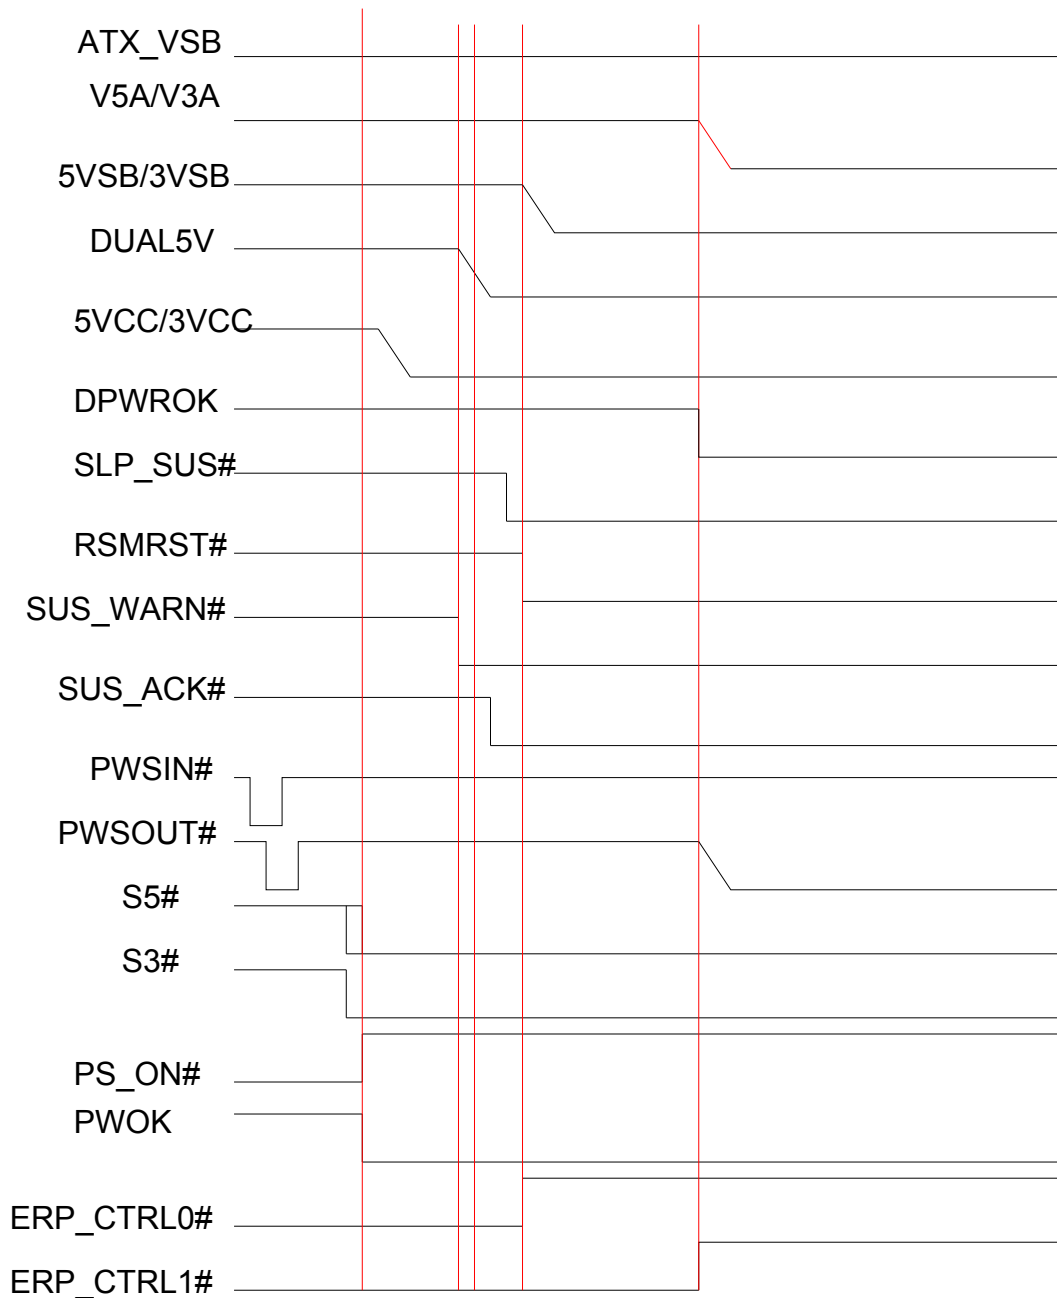 ATX_VSB
V5A/V3A
5VSB/3VSB
DUAL5V
5VCC/3VCC
DPWROK
SLP_SUS#
RSMRST#
SUS_WARN#
SUS_ACK#
PWSIN#
PWSOUT#
S5#
S3#
PS_ON#
PWOK
ERP_CTRL0#
ERP_CTRL1#